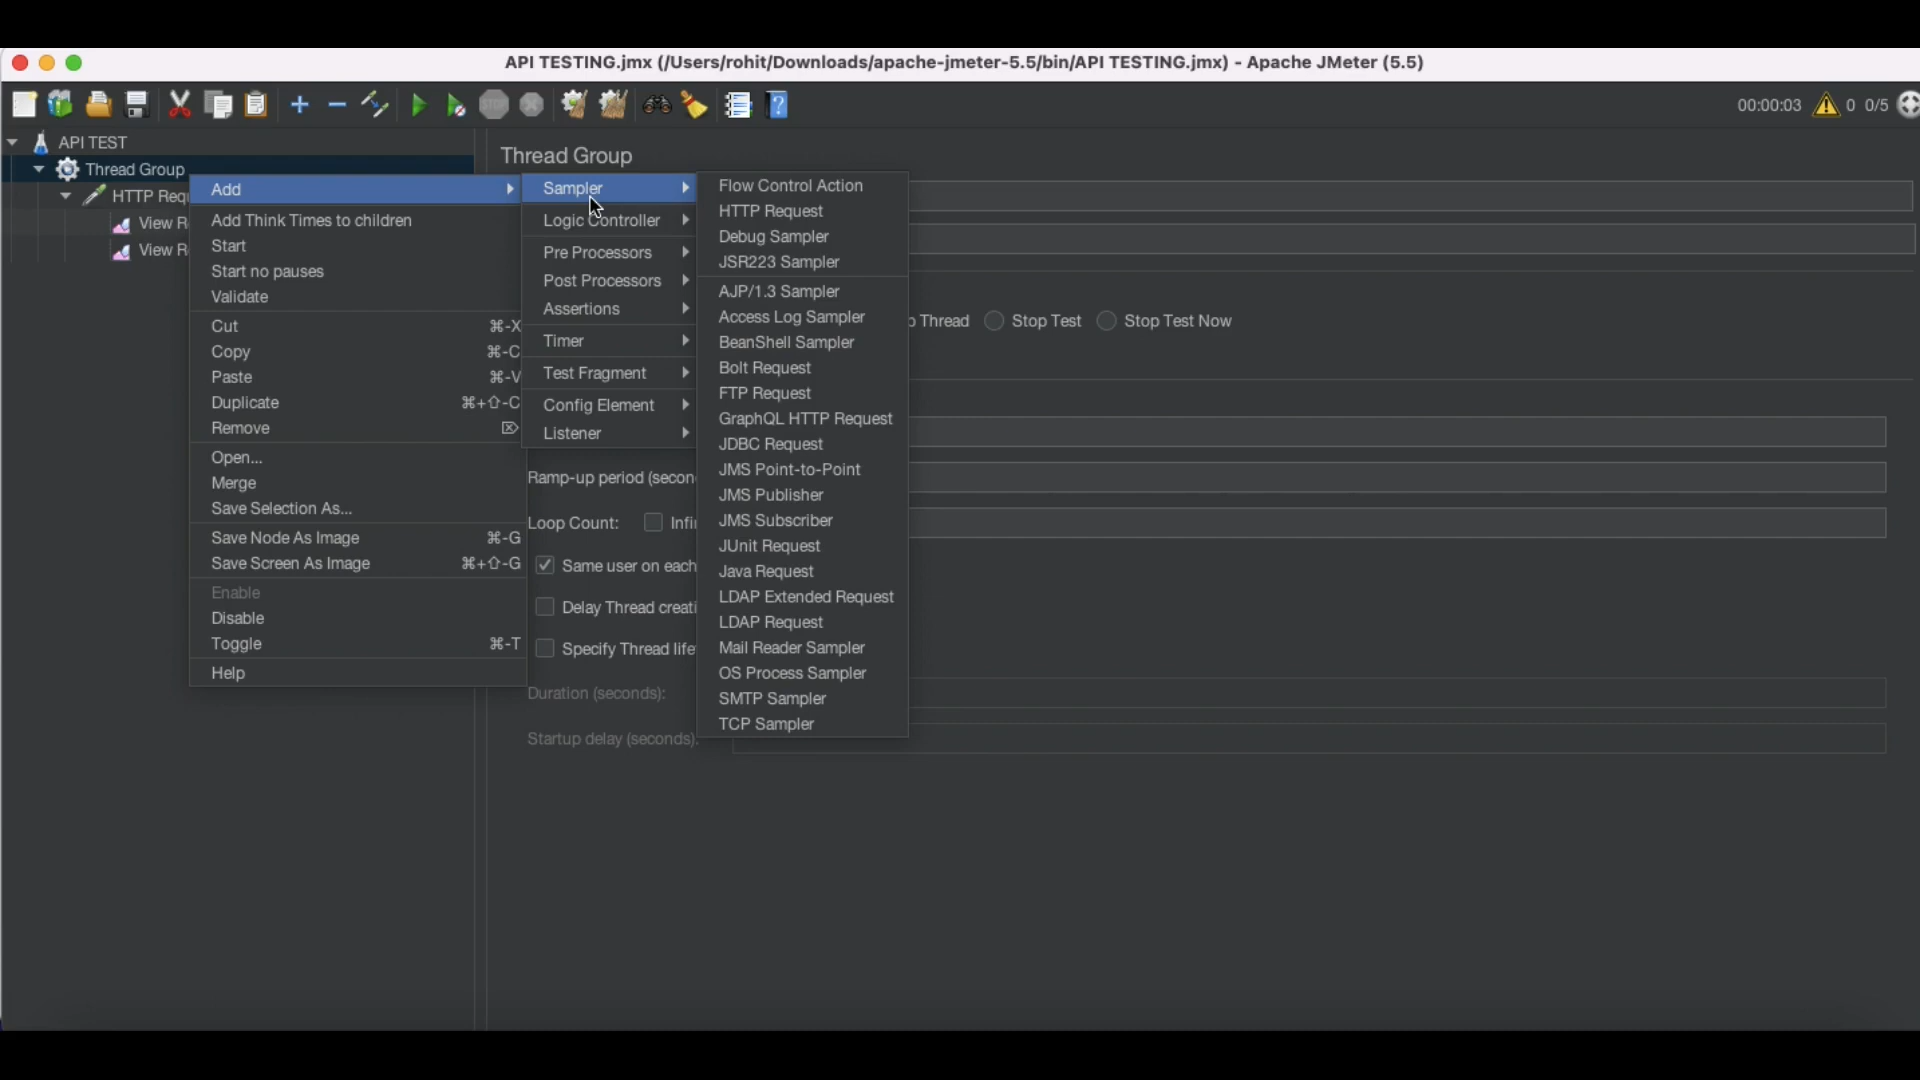 API TESTING.jmx (/Users/rohit/Downloads/apache-jmeter-5.5/bin/API TESTING.jmx) - Apache JMeter (5.5)
STOP
?
00:00:03 0 0/5
API TEST
Thread Group
HTTP Requ
View R
View R
Add
Add Think Times to children
Start
Start no pauses
Validate
Cut ⌘-X
Copy ⌘-C
Paste ⌘-V
Duplicate ⌘+⇧-C
Remove ⌦
Open...
Merge
Save Selection As...
Save Node As Image ⌘-G
Save Screen As Image ⌘+⇧-G
Enable
Disable
Toggle ⌘-T
Help
Sampler
Logic Controller
Pre Processors
Post Processors
Assertions
Timer
Test Fragment
Config Element
Listener
Flow Control Action
HTTP Request
Debug Sampler
JSR223 Sampler
AJP/1.3 Sampler
Access Log Sampler
BeanShell Sampler
Bolt Request
FTP Request
GraphQL HTTP Request
JDBC Request
JMS Point-to-Point
JMS Publisher
JMS Subscriber
JUnit Request
Java Request
LDAP Extended Request
LDAP Request
Mail Reader Sampler
OS Process Sampler
SMTP Sampler
TCP Sampler
Thread Group
p Thread Stop Test Stop Test Now
Ramp-up period (secon
Loop Count: Infi
Same user on each
Delay Thread creati
Specify Thread life
Duration (seconds):
Startup delay (seconds):